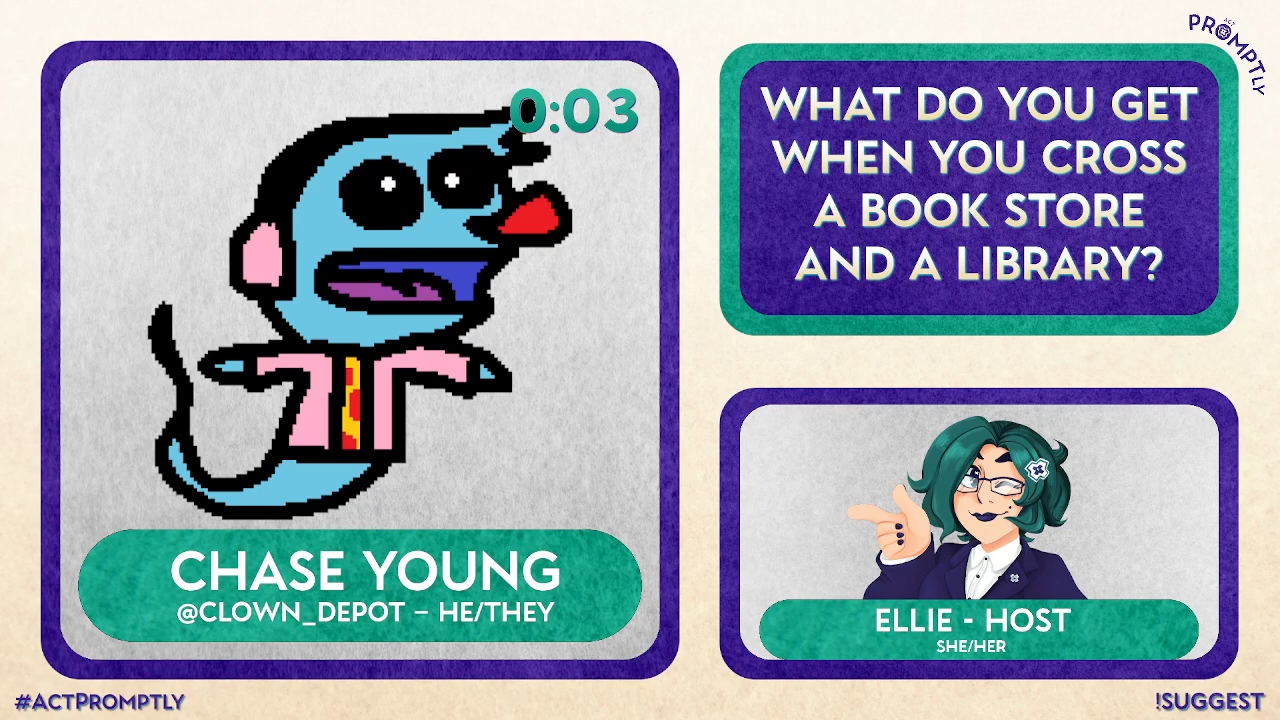 ACT
PROMPTLY
0:03
WHAT DO YOU GET
WHEN YOU CROSS
A BOOK STORE
AND A LIBRARY?
CHASE YOUNG
@CLOWN_DEPOT – HE/THEY
ELLIE - HOST
SHE/HER
#ACTPROMPTLY
!SUGGEST